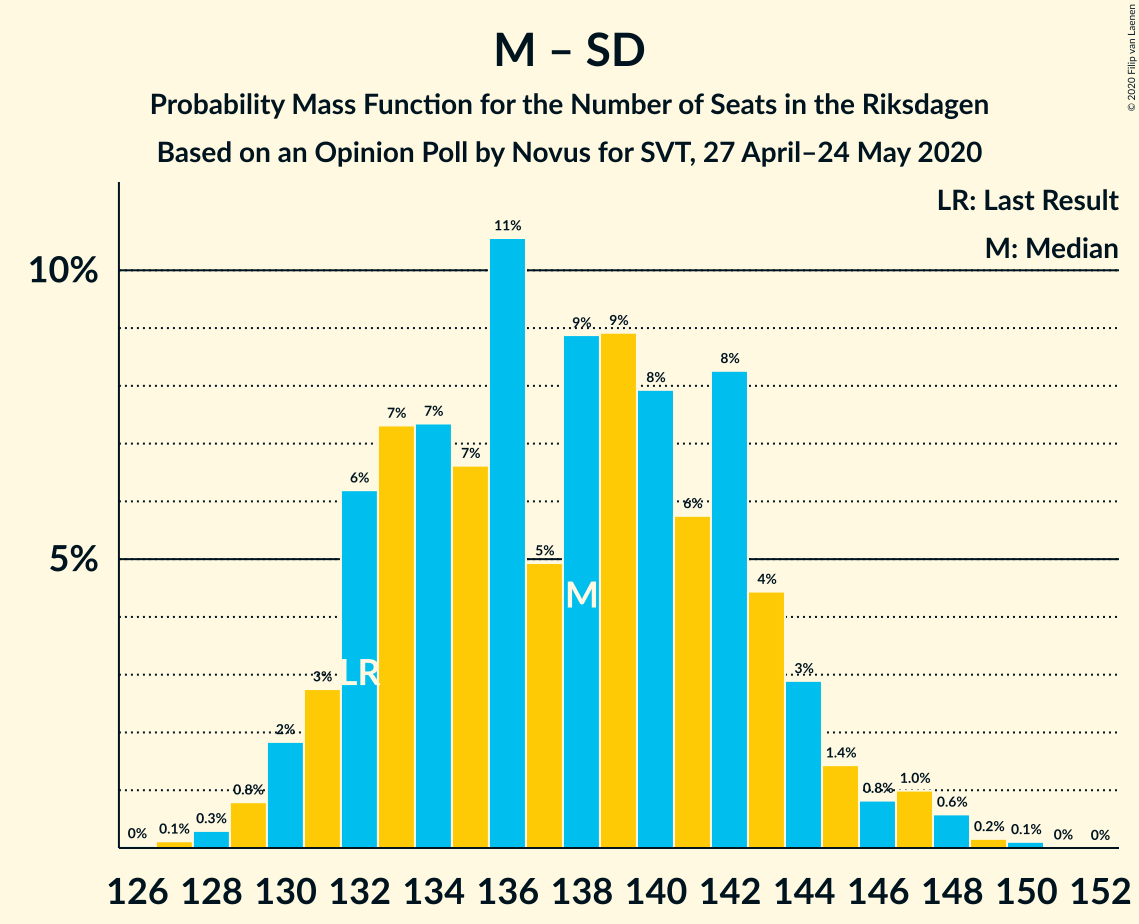 M – SD
Probability Mass Function for the Number of Seats in the Riksdagen
Based on an Opinion Poll by Novus for SVT, 27 April–24 May 2020
© 2020 Filip van Laenen
LR: Last Result
M: Median
10%
5%
0% 0.1% 0.3% 0.8% 2% 3% 6% 7% 7% 7% 11% 5% 9% 9% 8% 6% 8% 4% 3% 1.4% 0.8% 1.0% 0.6% 0.2% 0.1% 0% 0%
LR
M
126 128 130 132 134 136 138 140 142 144 146 148 150 152